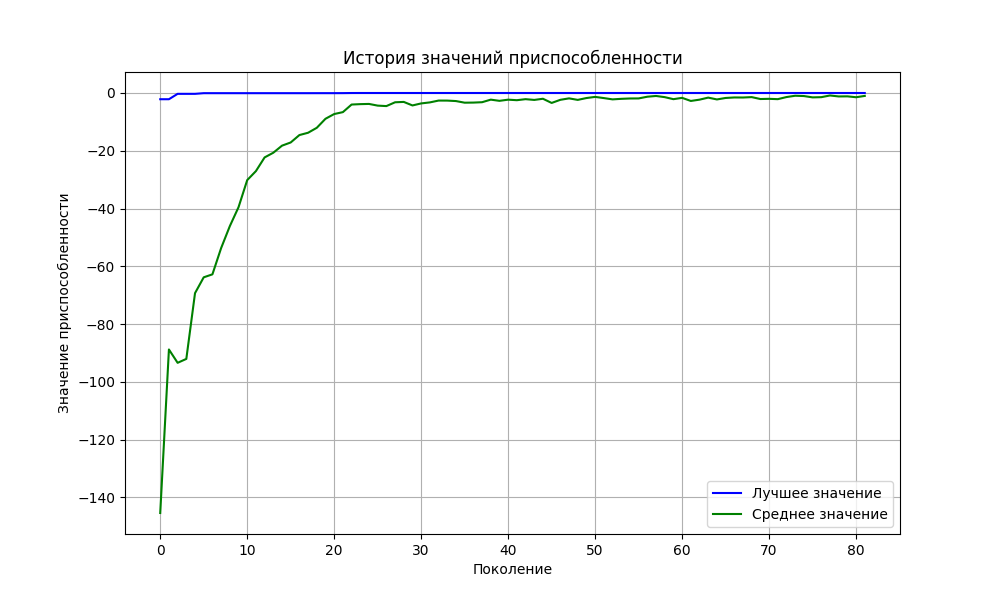 История значений приспособленности
Значение приспособленности
0
−20
−40
−60
−80
−100
−120
−140
0 10 20 30 40 50 60 70 80
Поколение
Лучшее значение
Среднее значение